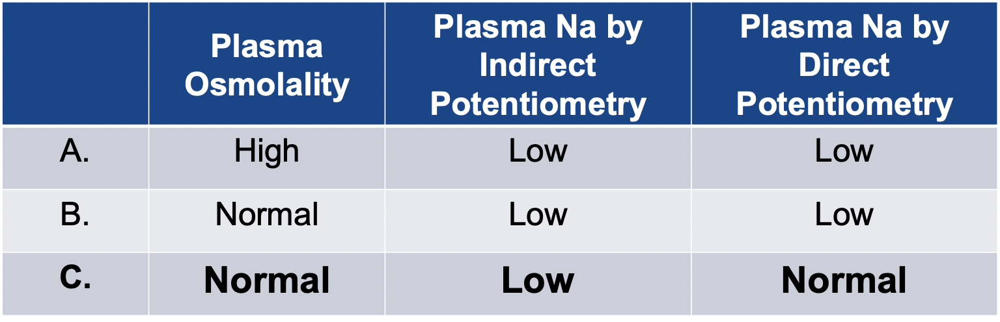 Plasma
Osmolality
Plasma Na by
Indirect
Potentiometry
Plasma Na by
Direct
Potentiometry
A.
High
Low
Low
B.
Normal
Low
Low
C.
Normal
Low
Normal